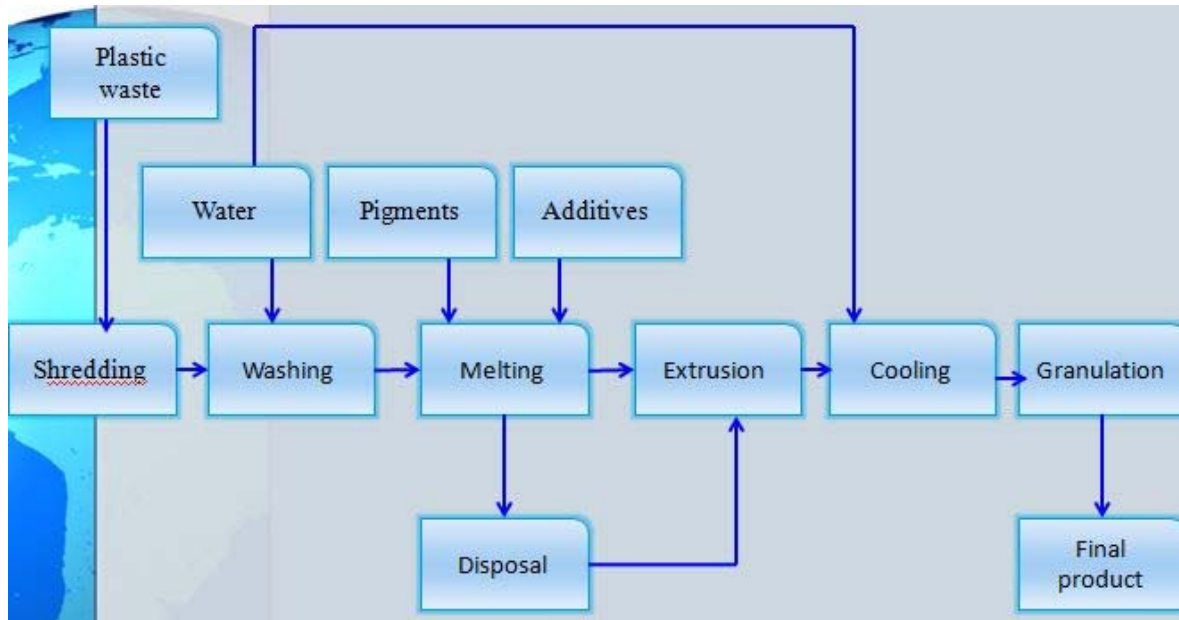 Plastic
waste
Water
Pigments
Additives
Shredding
Washing
Melting
Extrusion
Cooling
Granulation
Disposal
Final
product